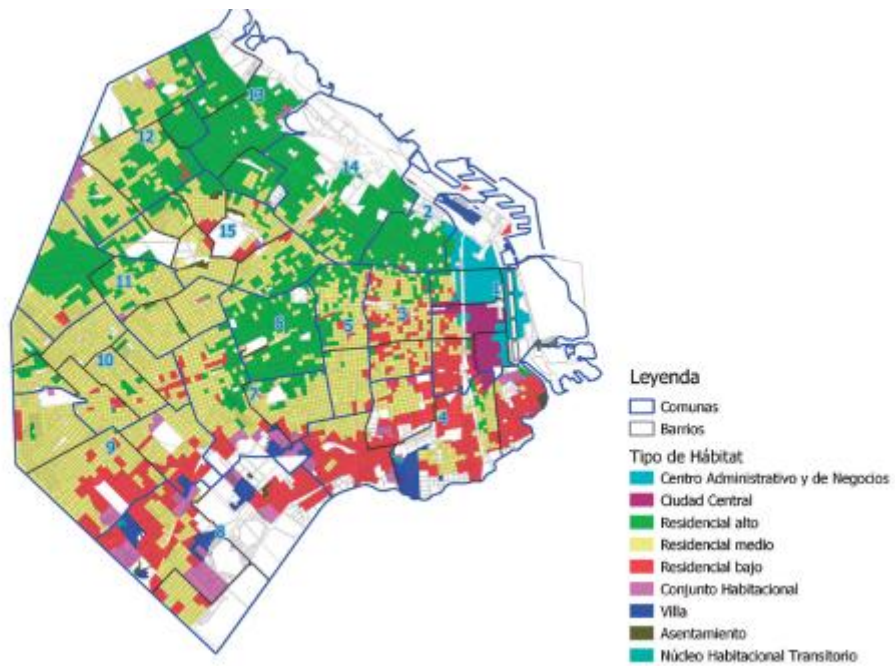 13
12
14
2
15
11
1
6
5
3
10
7
4
9
8
Leyenda
Comunas
Barrios
Tipo de Hábitat
Centro Administrativo y de Negocios
Ciudad Central
Residencial alto
Residencial medio
Residencial bajo
Conjunto Habitacional
Villa
Asentamiento
Núcleo Habitacional Transitorio